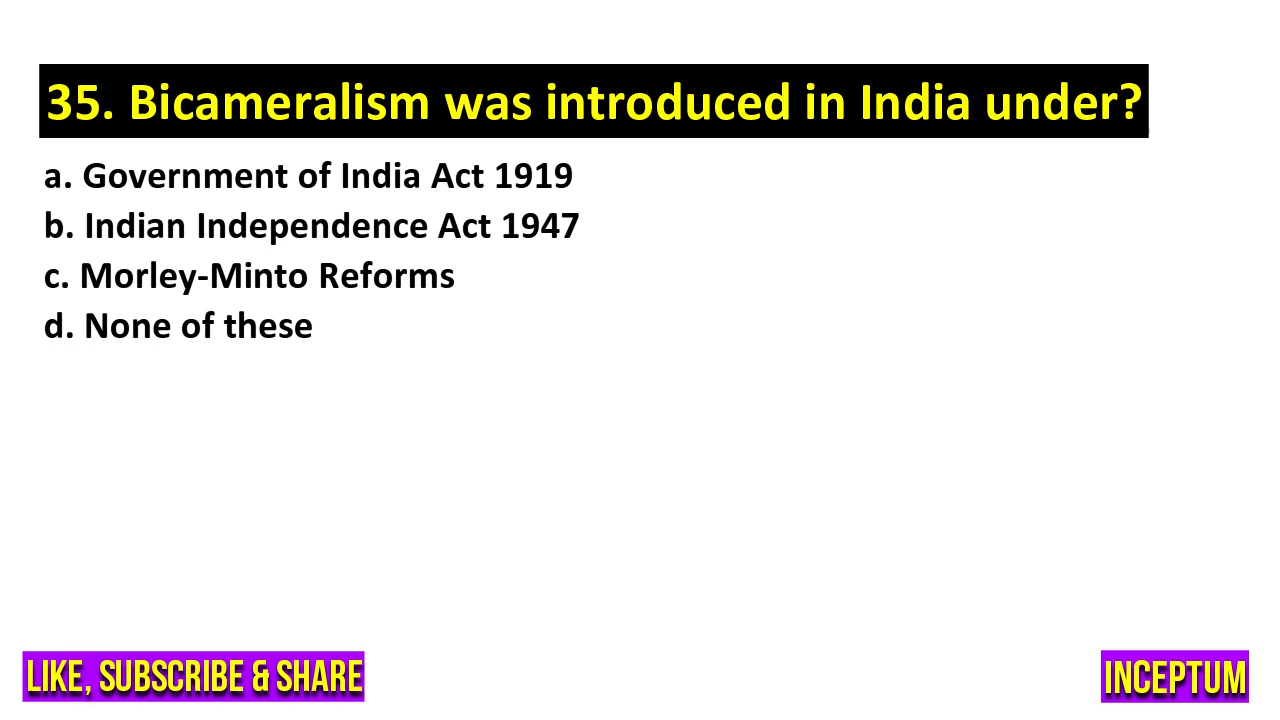 35. Bicameralism was introduced in India under?
a. Government of India Act 1919
b. Indian Independence Act 1947
c. Morley-Minto Reforms
d. None of these
LIKE, SUBSCRIBE & SHARE
INCEPTUM